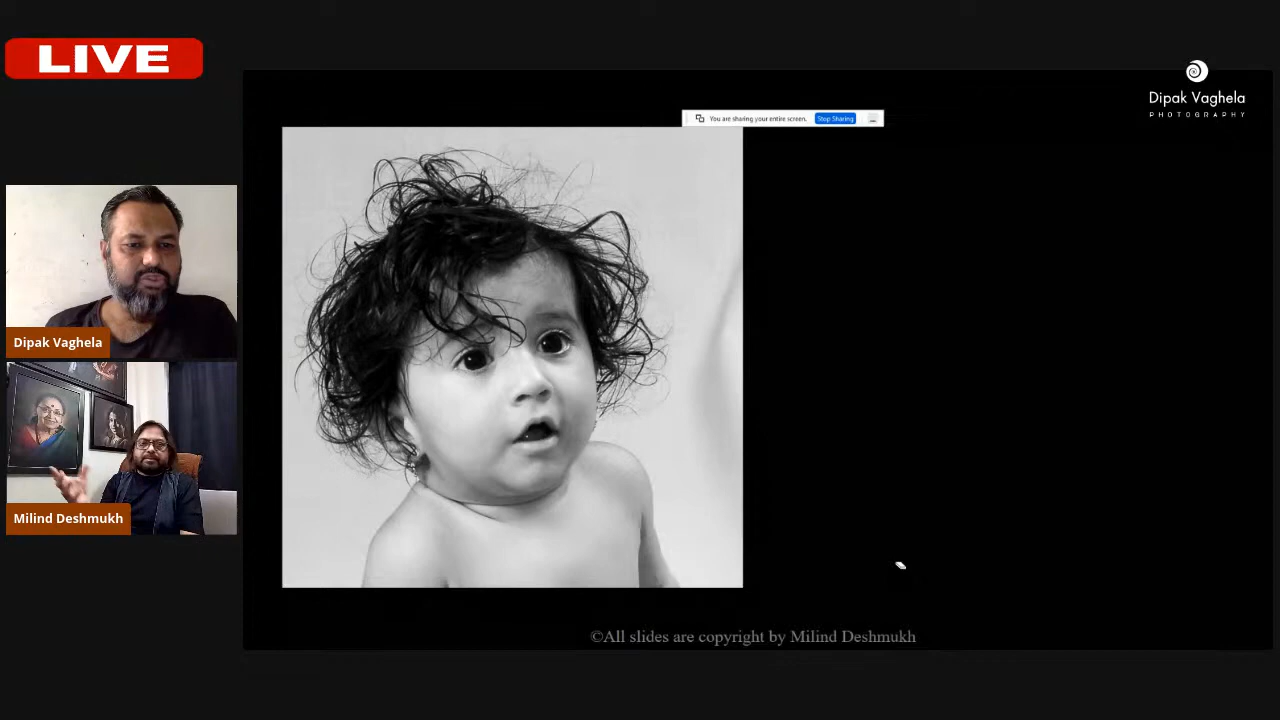 LIVE
Dipak Vaghela
PHOTOGRAPHY
You are sharing your entire screen.
Stop Sharing
Dipak Vaghela
Milind Deshmukh
©All slides are copyright by Milind Deshmukh